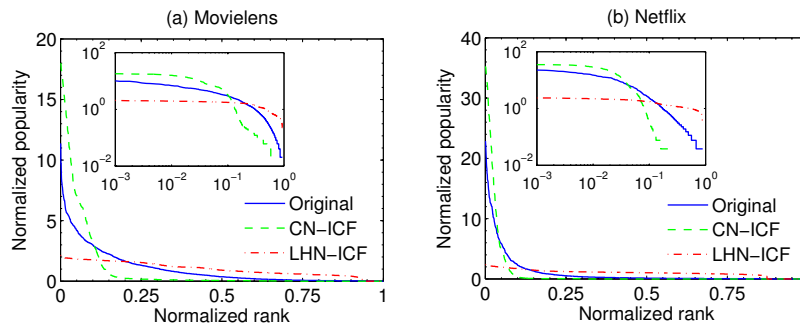 (a) Movielens
Normalized popularity
20
15
10
5
0
10^2
10^0
10^-2
10^-3
10^-2
10^-1
10^0
Original
CN-ICF
LHN-ICF
0
0.25
0.5
0.75
1
Normalized rank
(b) Netflix
Normalized popularity
40
30
20
10
0
10^2
10^0
10^-2
10^-3
10^-2
10^-1
10^0
Original
CN-ICF
LHN-ICF
0
0.25
0.5
0.75
1
Normalized rank